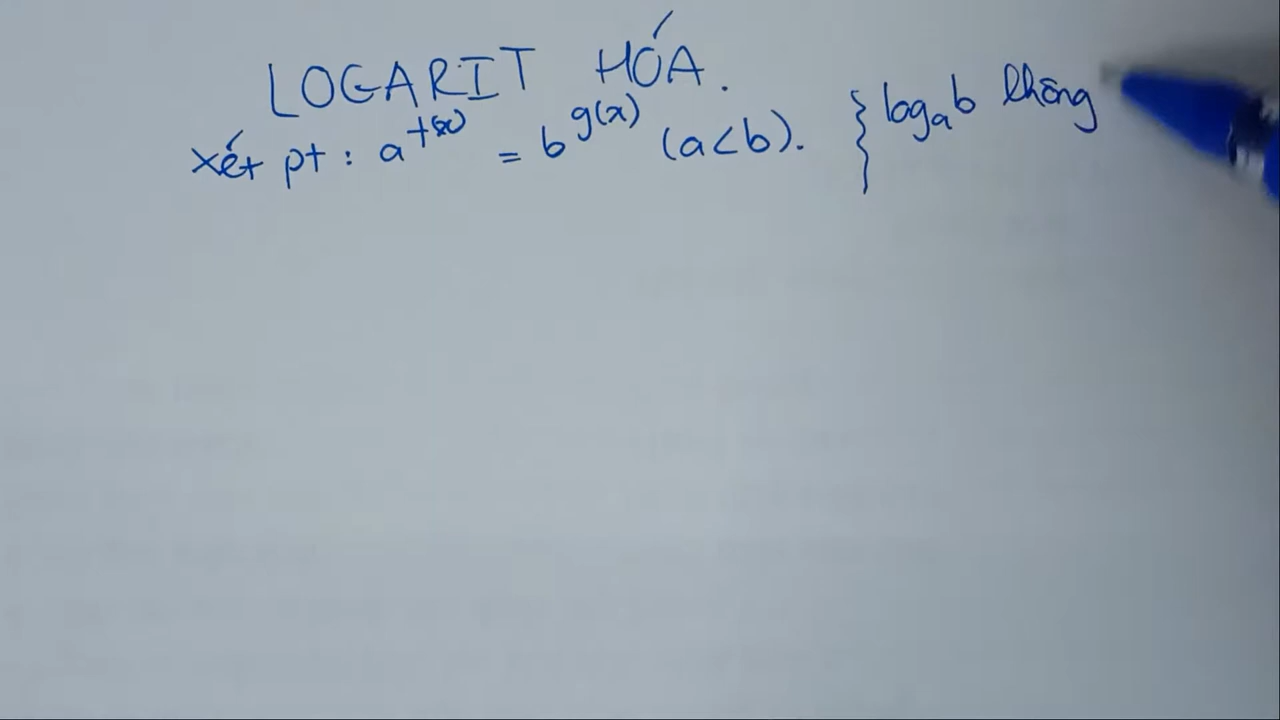 LOGARIT HÓA.
xét pt : a^{f(x)} = b^{g(x)} (a<b). { log_a b không